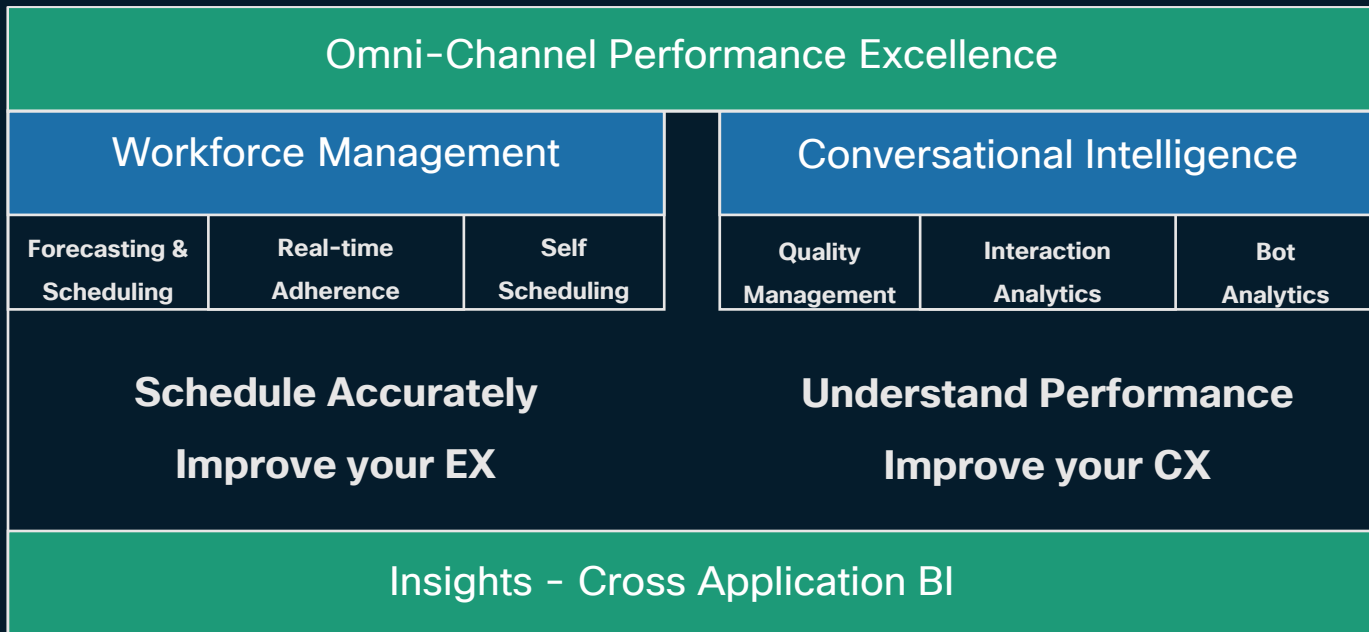 Omni-Channel Performance Excellence
Workforce Management
Conversational Intelligence
Forecasting &
Scheduling
Real-time
Adherence
Self
Scheduling
Quality
Management
Interaction
Analytics
Bot
Analytics
Schedule Accurately
Improve your EX
Understand Performance
Improve your CX
Insights - Cross Application BI